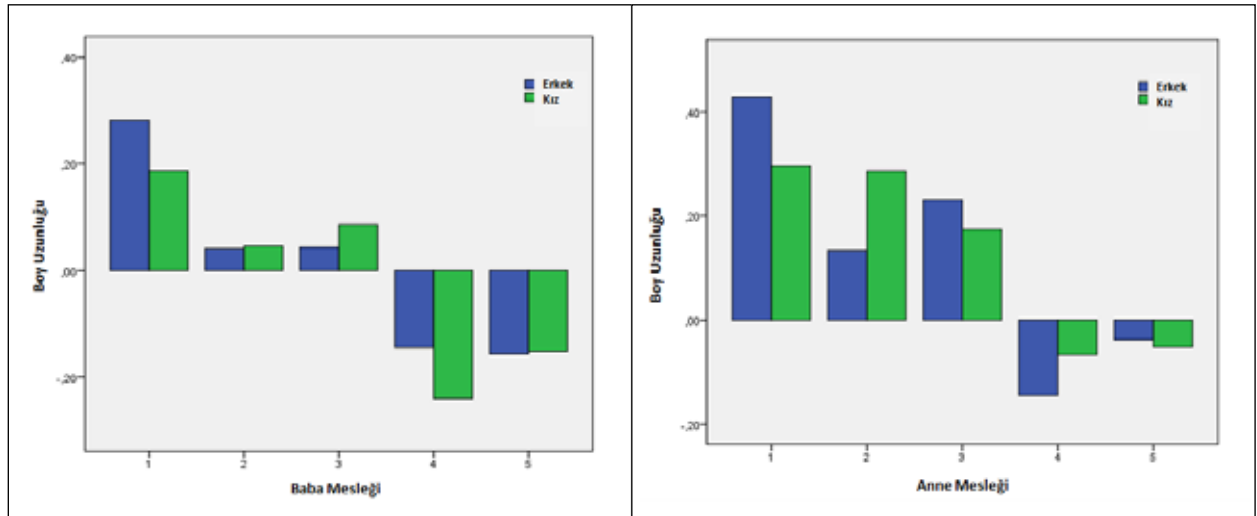 ,40
,20
,00
-,20
Boy Uzunluğu
Erkek
Kız
1 2 3 4 5
Baba Mesleği
,40
,20
,00
-,20
Boy Uzunluğu
Erkek
Kız
1 2 3 4 5
Anne Mesleği